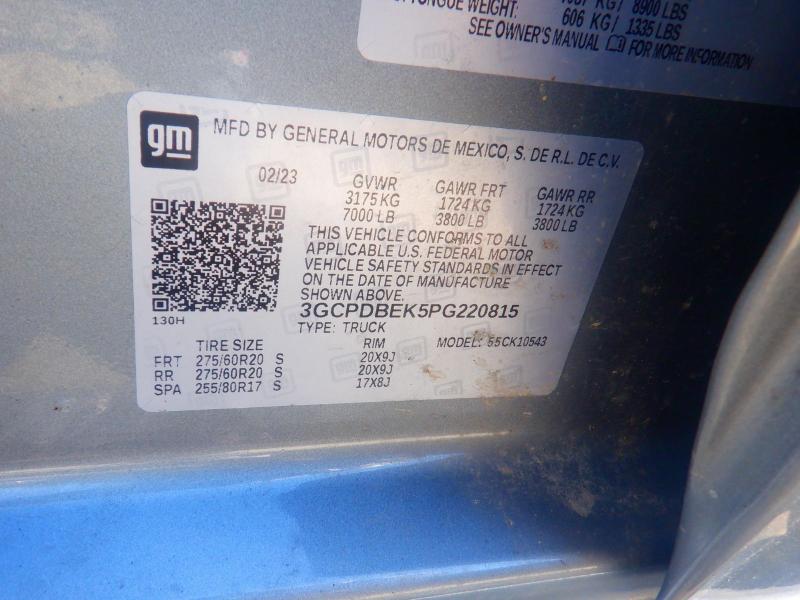 KG/ 8900 LBS
TONGUE WEIGHT: 606 KG/ 1335 LBS
SEE OWNER'S MANUAL FOR MORE INFORMATION
gm
MFD BY GENERAL MOTORS DE MEXICO, S. DE R.L. DE C.V.
02/23 GVWR GAWR FRT GAWR RR
3175 KG 1724 KG 1724 KG
7000 LB 3800 LB 3800 LB
THIS VEHICLE CONFORMS TO ALL
APPLICABLE U.S. FEDERAL MOTOR
VEHICLE SAFETY STANDARDS IN EFFECT
ON THE DATE OF MANUFACTURE
SHOWN ABOVE.
3GCPDBEK5PG220815
130H
TYPE: TRUCK MODEL: 55CK10543
TIRE SIZE RIM
FRT 275/60R20 S 20X9J
RR 275/60R20 S 20X9J
SPA 255/80R17 S 17X8J